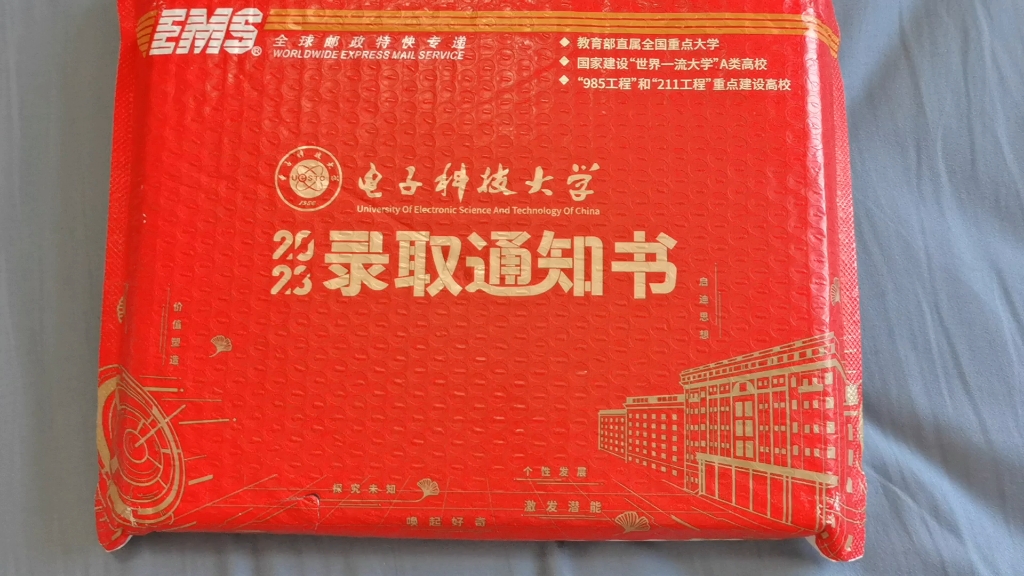 EMS®
全球邮政特快专递
WORLDWIDE EXPRESS MAIL SERVICE
◆ 教育部直属全国重点大学
◆ 国家建设“世界一流大学”A类高校
◆ “985工程”和“211工程”重点建设高校
电子科技大学
University Of Electronic Science And Technology Of China
2023 录取通知书
启迪思想
价值塑造
个性发展
探究未知
激发潜能
唤起好奇